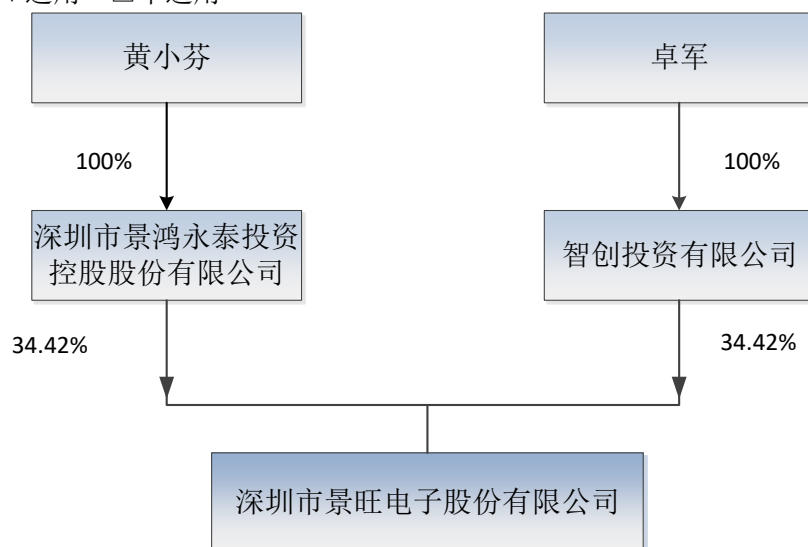 黄小芬
卓军
100%
100%
深圳市景鸿永泰投资
控股股份有限公司
智创投资有限公司
34.42%
34.42%
深圳市景旺电子股份有限公司